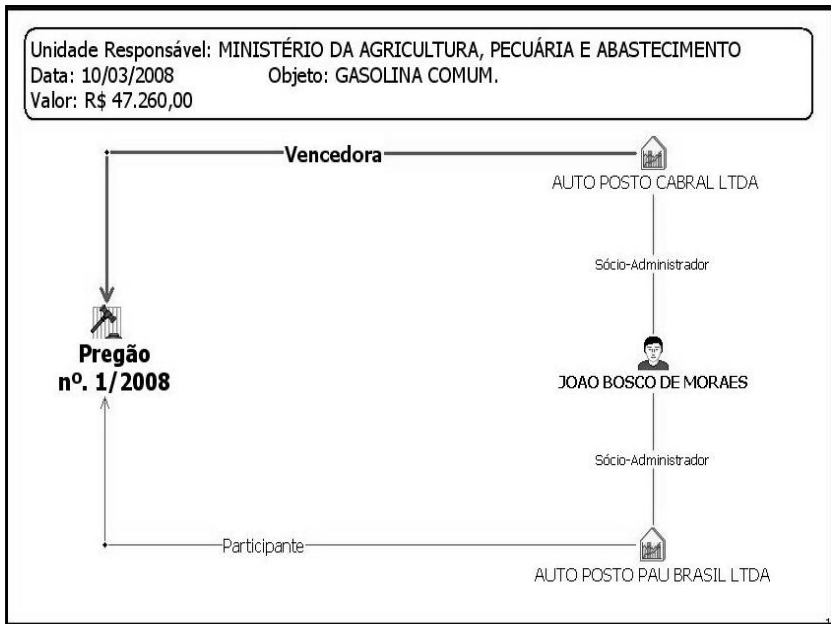 Unidade Responsável: MINISTÉRIO DA AGRICULTURA, PECUÁRIA E ABASTECIMENTO
Data: 10/03/2008 Objeto: GASOLINA COMUM.
Valor: R$ 47.260,00
Vencedora
AUTO POSTO CABRAL LTDA
Sócio-Administrador
Pregão
nº. 1/2008
JOAO BOSCO DE MORAES
Sócio-Administrador
Participante
AUTO POSTO PAU BRASIL LTDA